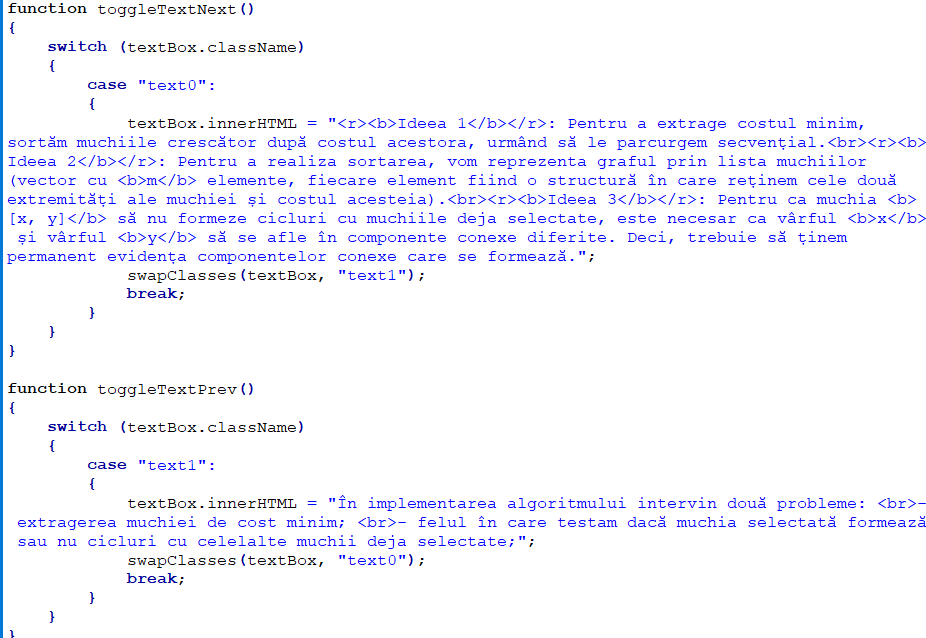 function toggleTextNext()
{
switch (textBox.className)
{
case "text0":
{
textBox.innerHTML = "<r><b>Ideea 1</b></r>: Pentru a extrage costul minim,
sortăm muchiile crescător după costul acestora, urmând să le parcurgem secvențial.<br><r><b>
Ideea 2</b></r>: Pentru a realiza sortarea, vom reprezenta graful prin lista muchiilor
(vector cu <b>m</b> elemente, fiecare element fiind o structură în care reținem cele două
extremități ale muchiei și costul acesteia).<br><r><b>Ideea 3</b></r>: Pentru ca muchia <b>
[x, y]</b> să nu formeze cicluri cu muchiile deja selectate, este necesar ca vârful <b>x</b>
și vârful <b>y</b> să se afle în componente conexe diferite. Deci, trebuie să ținem
permanent evidența componentelor conexe care se formează.";
swapClasses(textBox, "text1");
break;
}
}
}
function toggleTextPrev()
{
switch (textBox.className)
{
case "text1":
{
textBox.innerHTML = "În implementarea algoritmului intervin două probleme: <br>-
extragerea muchiei de cost minim; <br>- felul în care testam dacă muchia selectată formează
sau nu cicluri cu celelalte muchii deja selectate;";
swapClasses(textBox, "text0");
break;
}
}
}